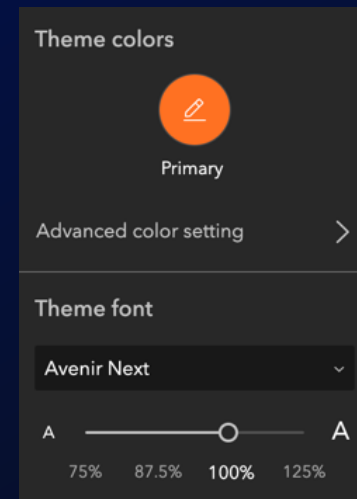 Theme colors
Primary
Advanced color setting
Theme font
Avenir Next
A A
75% 87.5% 100% 125%